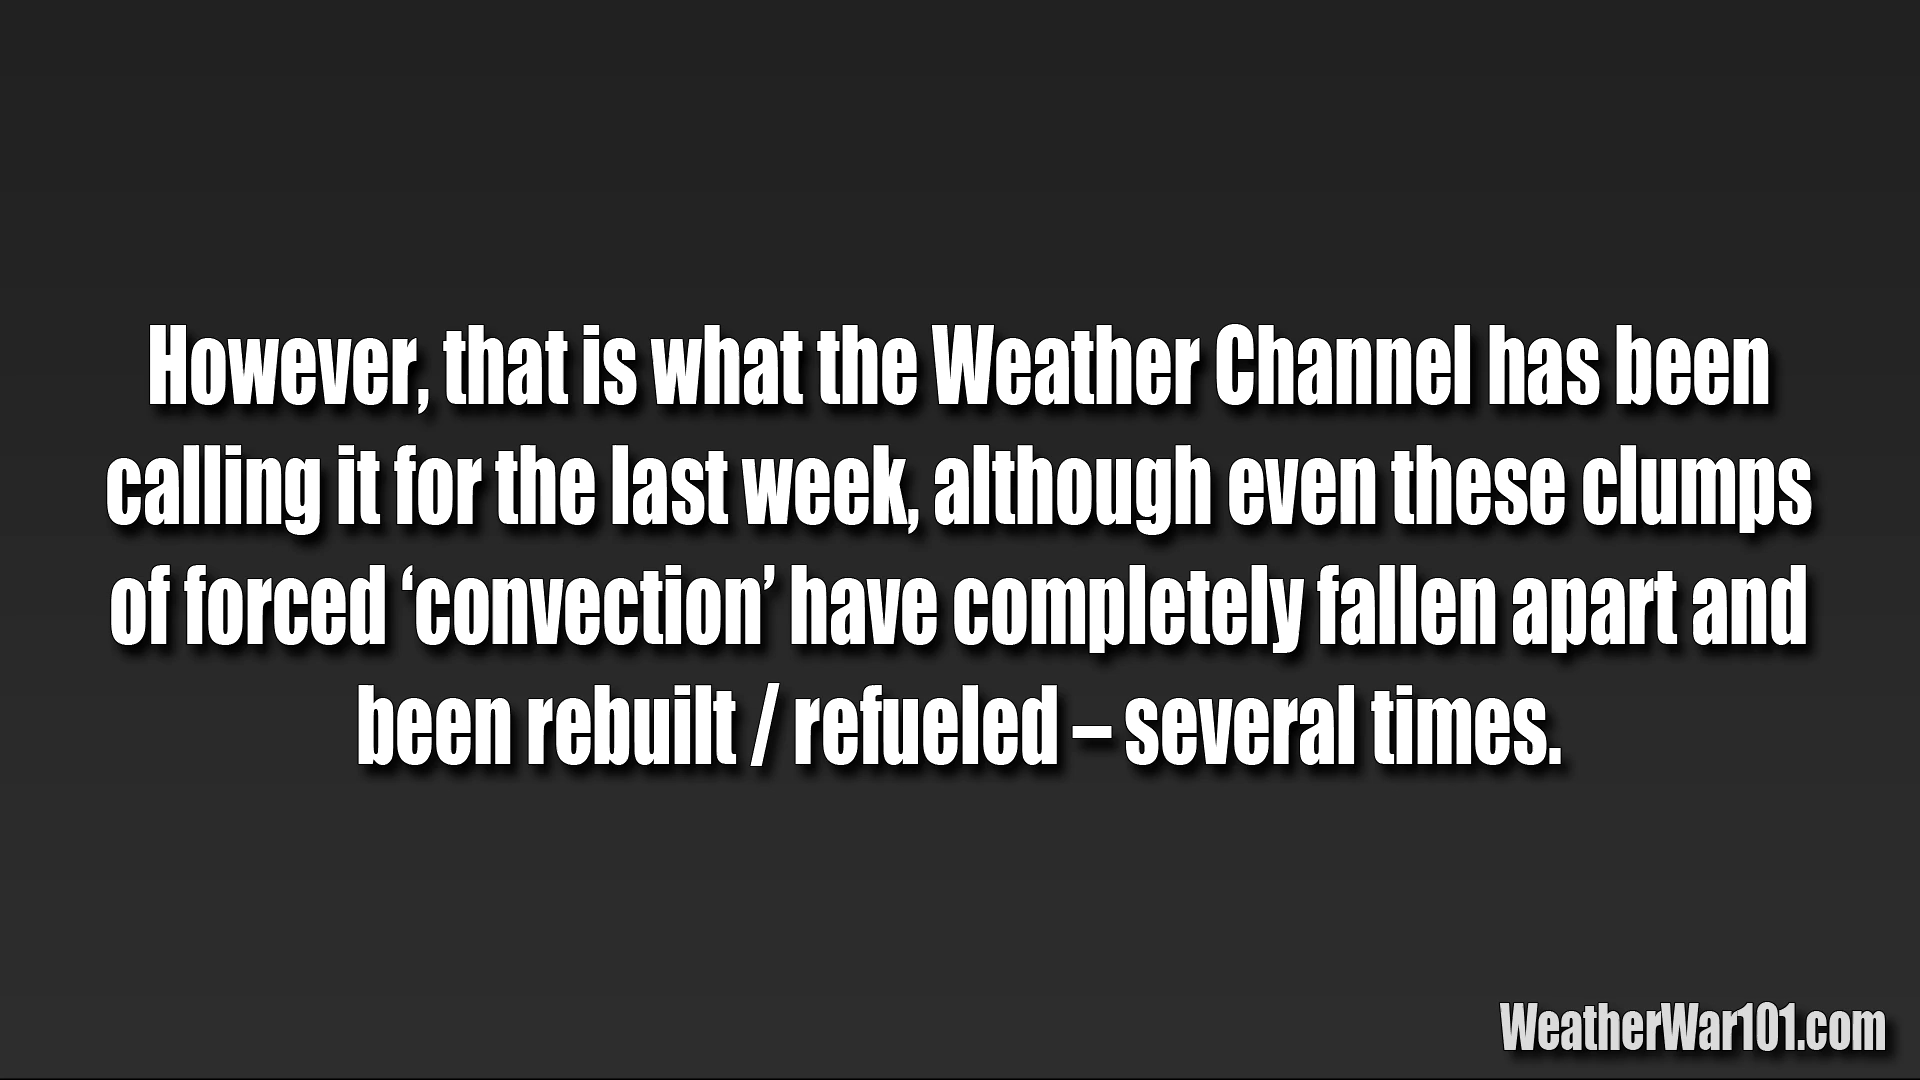 However, that is what the Weather Channel has been
calling it for the last week, although even these clumps
of forced ‘convection’ have completely fallen apart and
been rebuilt / refueled – several times.
WeatherWar101.com